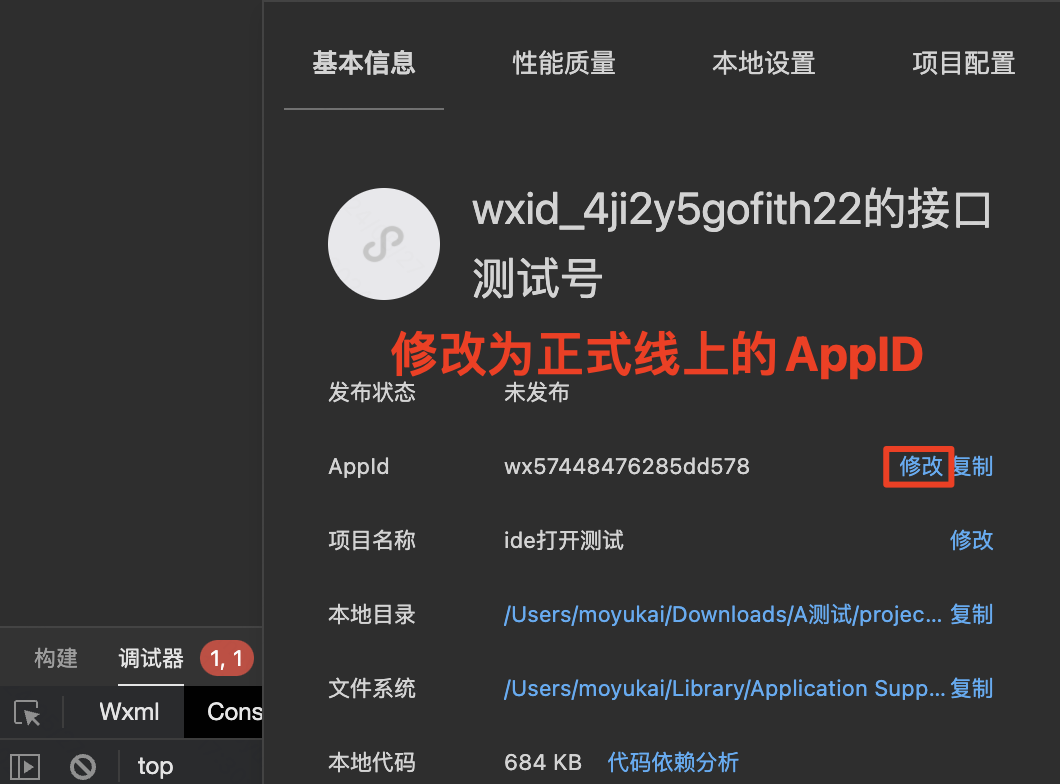 基本信息 性能质量 本地设置 项目配置
wxid_4ji2y5gofith22的接口
测试号
修改为正式线上的AppID
发布状态 未发布
AppId wx57448476285dd578 修改 复制
项目名称 ide打开测试 修改
本地目录 /Users/moyukai/Downloads/A测试/projec... 复制
构建 调试器 1, 1
文件系统 /Users/moyukai/Library/Application Supp... 复制
Wxml Cons
本地代码 684 KB 代码依赖分析
top